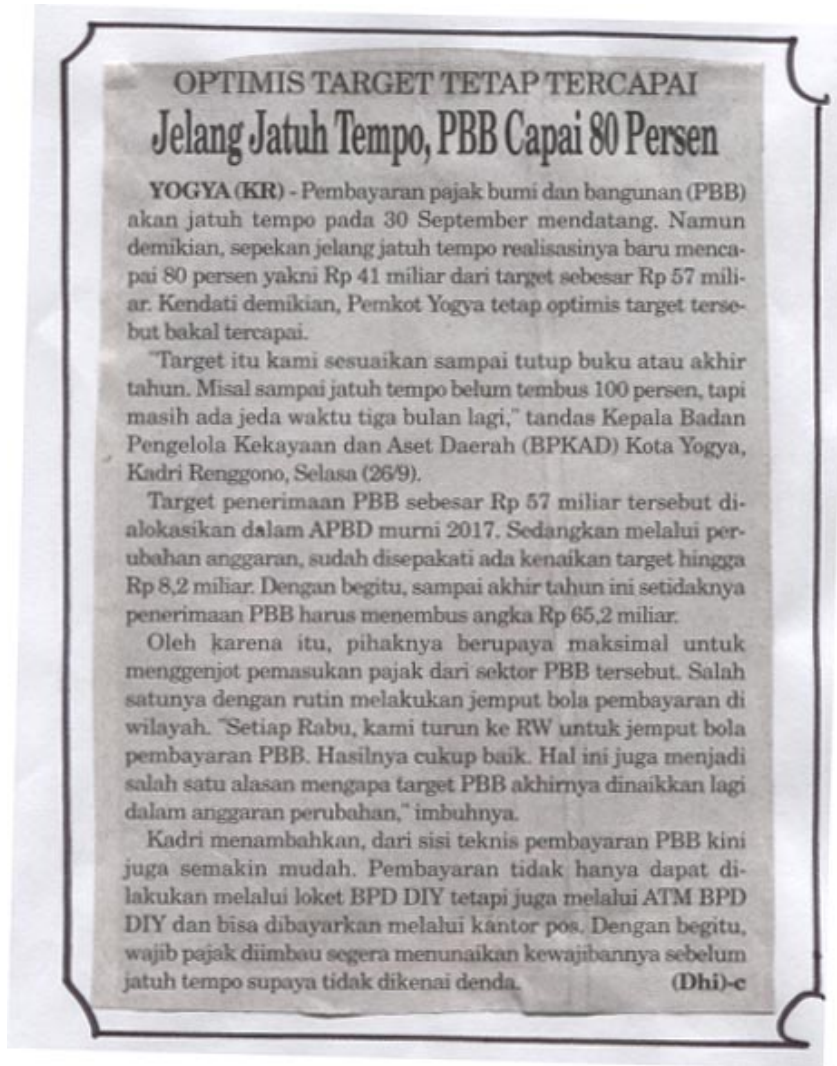 OPTIMIS TARGET TETAP TERCAPAI
Jelang Jatuh Tempo, PBB Capai 80 Persen
YOGYA (KR) - Pembayaran pajak bumi dan bangunan (PBB)
akan jatuh tempo pada 30 September mendatang. Namun
demikian, sepekan jelang jatuh tempo realisasinya baru menca-
pai 80 persen yakni Rp 41 miliar dari target sebesar Rp 57 mili-
ar. Kendati demikian, Pemkot Yogya tetap optimis target terse-
but bakal tercapai.
"Target itu kami sesuaikan sampai tutup buku atau akhir
tahun. Misal sampai jatuh tempo belum tembus 100 persen, tapi
masih ada jeda waktu tiga bulan lagi," tandas Kepala Badan
Pengelola Kekayaan dan Aset Daerah (BPKAD) Kota Yogya,
Kadri Renggono, Selasa (26/9).
Target penerimaan PBB sebesar Rp 57 miliar tersebut di-
alokasikan dalam APBD murni 2017. Sedangkan melalui per-
ubahan anggaran, sudah disepakati ada kenaikan target hingga
Rp 8,2 miliar. Dengan begitu, sampai akhir tahun ini setidaknya
penerimaan PBB harus menembus angka Rp 65,2 miliar.
Oleh karena itu, pihaknya berupaya maksimal untuk
menggenjot pemasukan pajak dari sektor PBB tersebut. Salah
satunya dengan rutin melakukan jemput bola pembayaran di
wilayah. "Setiap Rabu, kami turun ke RW untuk jemput bola
pembayaran PBB. Hasilnya cukup baik. Hal ini juga menjadi
salah satu alasan mengapa target PBB akhirnya dinaikkan lagi
dalam anggaran perubahan," imbuhnya.
Kadri menambahkan, dari sisi teknis pembayaran PBB kini
juga semakin mudah. Pembayaran tidak hanya dapat di-
lakukan melalui loket BPD DIY tetapi juga melalui ATM BPD
DIY dan bisa dibayarkan melalui kantor pos. Dengan begitu,
wajib pajak diimbau segera menunaikan kewajibannya sebelum
jatuh tempo supaya tidak dikenai denda. (Dhi)-c